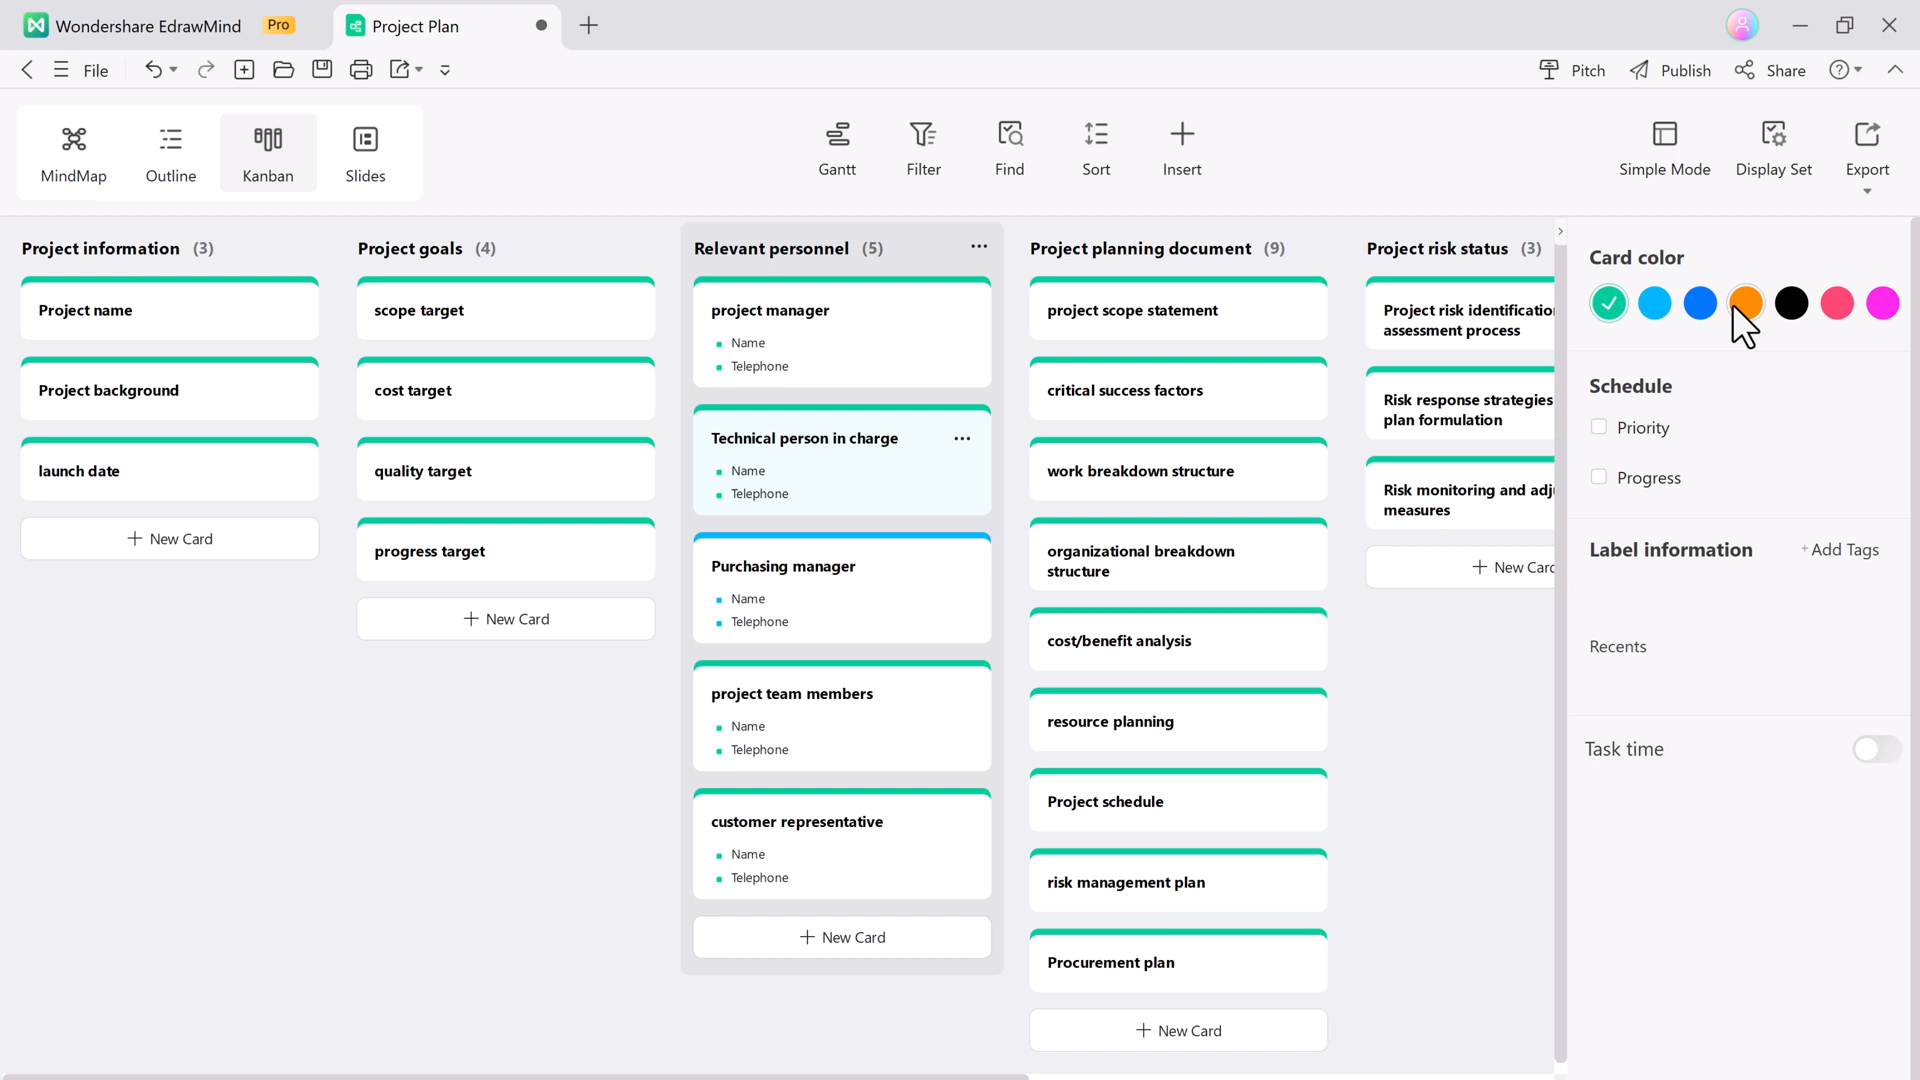 Wondershare EdrawMind Pro
Project Plan
File
Pitch
Publish
Share
MindMap
Outline
Kanban
Slides
Gantt
Filter
Find
Sort
Insert
Simple Mode
Display Set
Export
Project information (3)
Project name
Project background
launch date
New Card
Project goals (4)
scope target
cost target
quality target
progress target
New Card
Relevant personnel (5)
project manager
Name
Telephone
Technical person in charge
Name
Telephone
Purchasing manager
Name
Telephone
project team members
Name
Telephone
customer representative
Name
Telephone
New Card
Project planning document (9)
project scope statement
critical success factors
work breakdown structure
organizational breakdown
structure
cost/benefit analysis
resource planning
Project schedule
risk management plan
Procurement plan
New Card
Project risk status (3)
Project risk identification
assessment process
Risk response strategies
plan formulation
Risk monitoring and adj
measures
New Card
Card color
Schedule
Priority
Progress
Label information
+ Add Tags
Recents
Task time